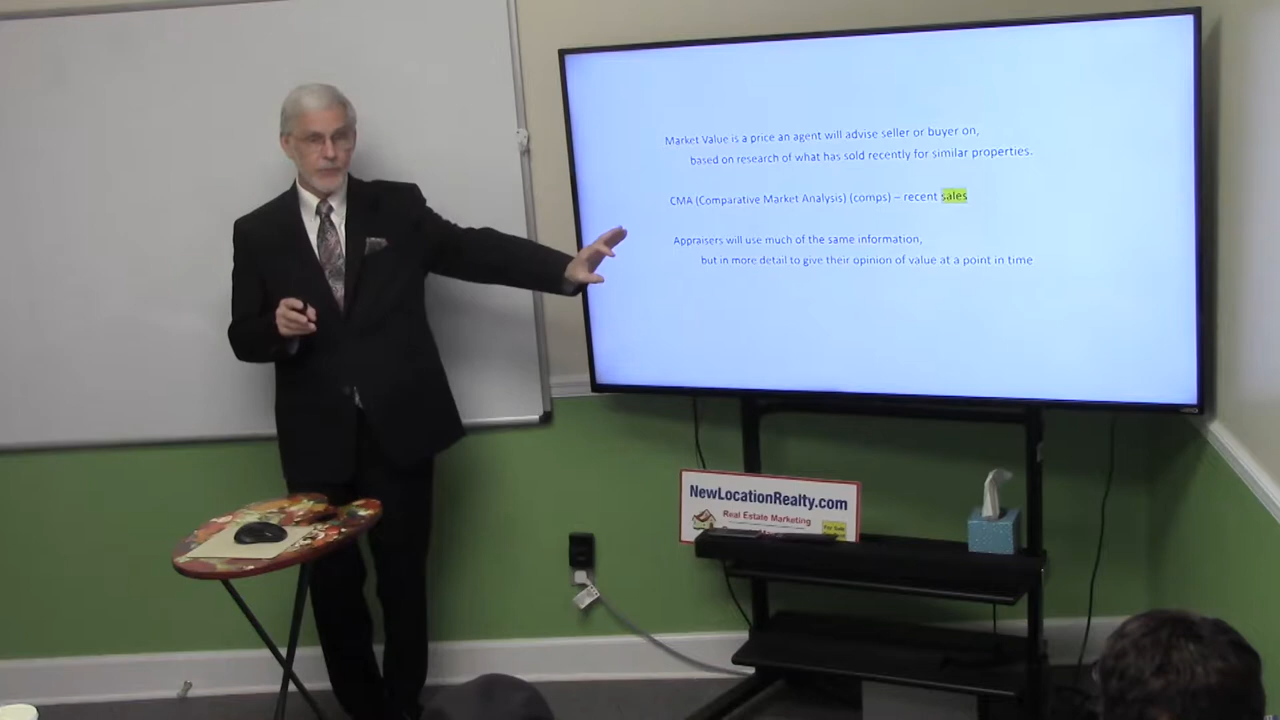 Market Value is a price an agent will advise seller or buyer on,
based on research of what has sold recently for similar properties.
CMA (Comparative Market Analysis) (comps) – recent sales
Appraisers will use much of the same information,
but in more detail to give their opinion of value at a point in time
NewLocationRealty.com
Real Estate Marketing
For Sale